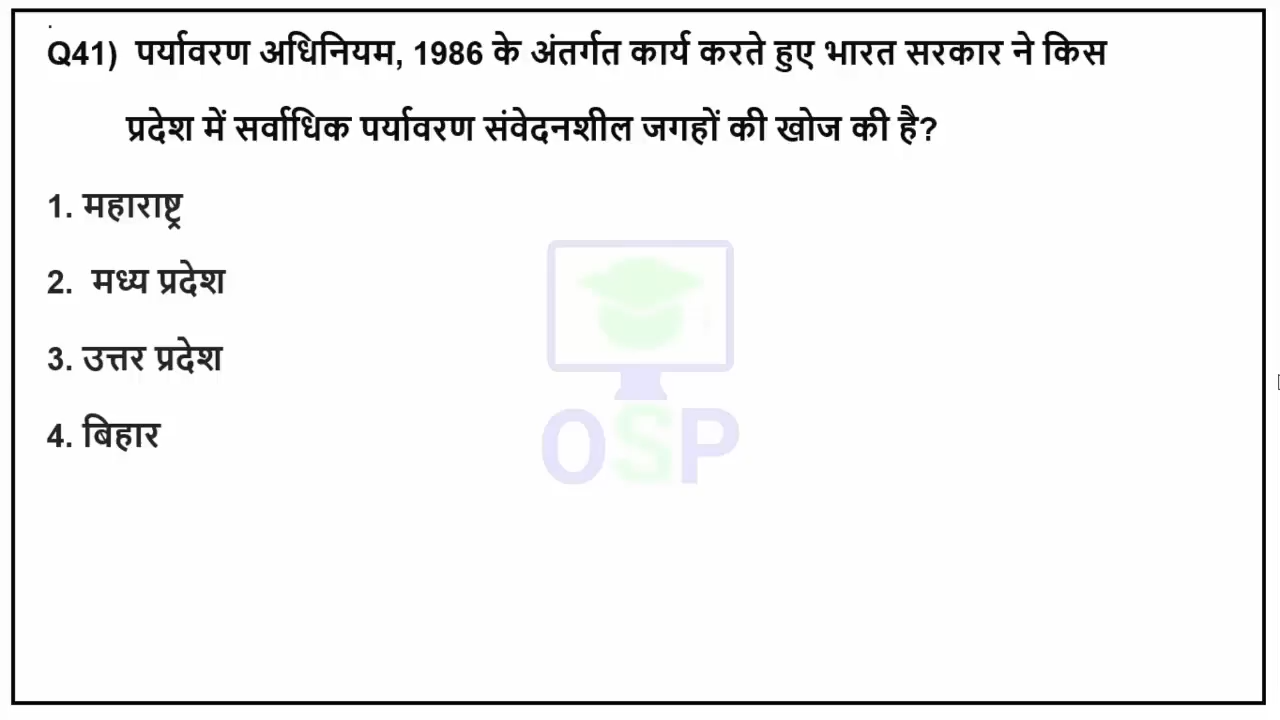 Q41) पर्यावरण अधिनियम, 1986 के अंतर्गत कार्य करते हुए भारत सरकार ने किस
प्रदेश में सर्वाधिक पर्यावरण संवेदनशील जगहों की खोज की है?
1. महाराष्ट्र
2. मध्य प्रदेश
3. उत्तर प्रदेश
4. बिहार
OSP